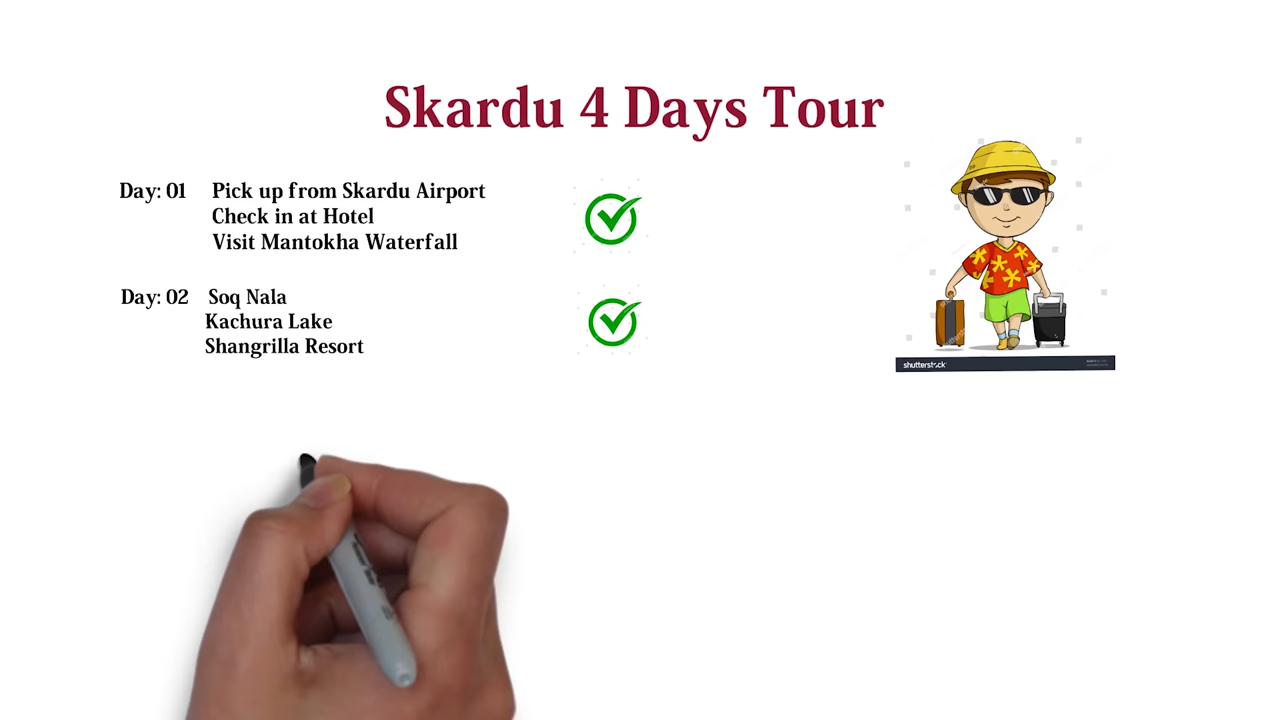 Skardu 4 Days Tour
Day: 01 Pick up from Skardu Airport
Check in at Hotel
Visit Mantokha Waterfall
Day: 02 Soq Nala
Kachura Lake
Shangrilla Resort
shutterstock